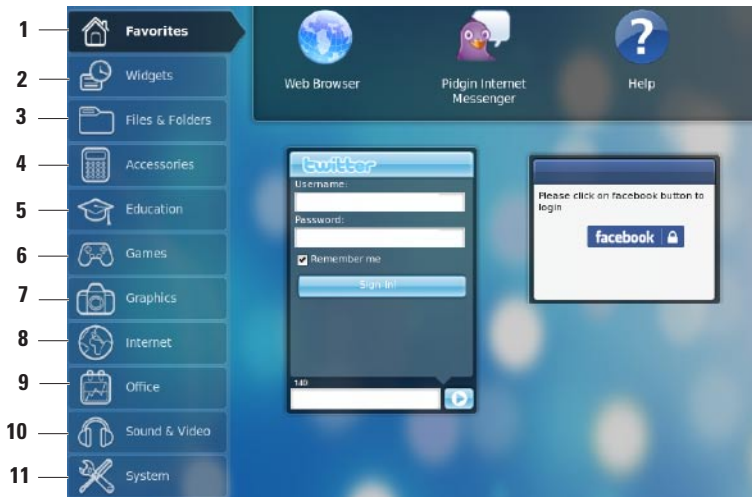 1 Favorites
2 Widgets
3 Files & Folders
4 Accessories
5 Education
6 Games
7 Graphics
8 Internet
9 Office
10 Sound & Video
11 System
Web Browser
Pidgin Internet
Messenger
Help
twitter
Username:
Password:
Remember me
Sign-In!
140
Please click on facebook button to
login
facebook